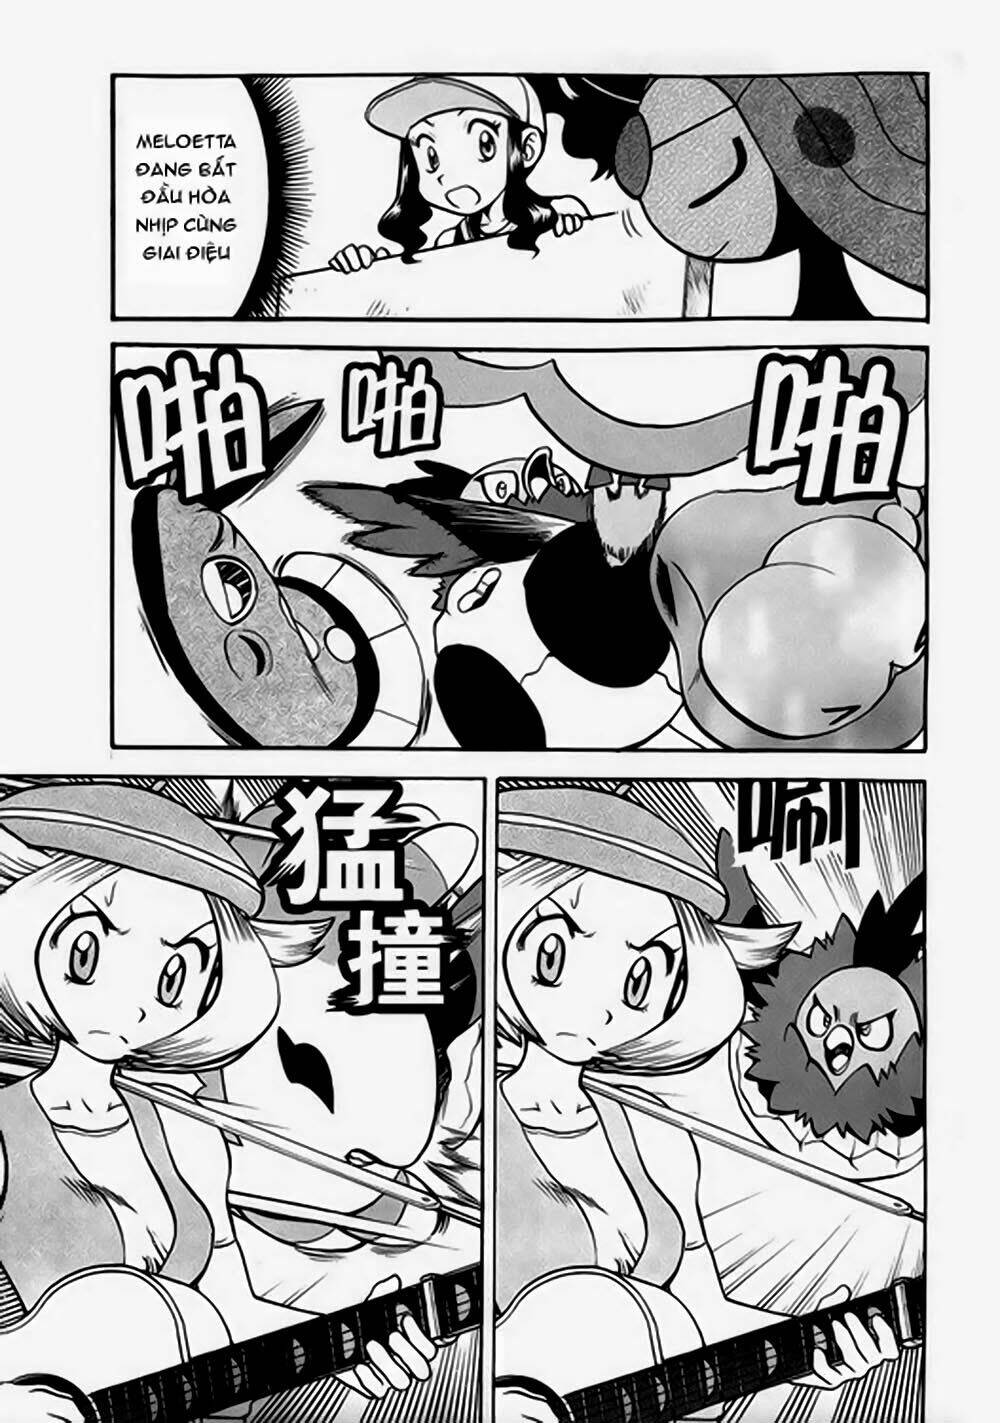 MELOETTA
ĐANG BẮT
ĐẦU HÒA
NHỊP CÙNG
GIAI ĐIỆU
啪
啪
啪
猛
撞
唰